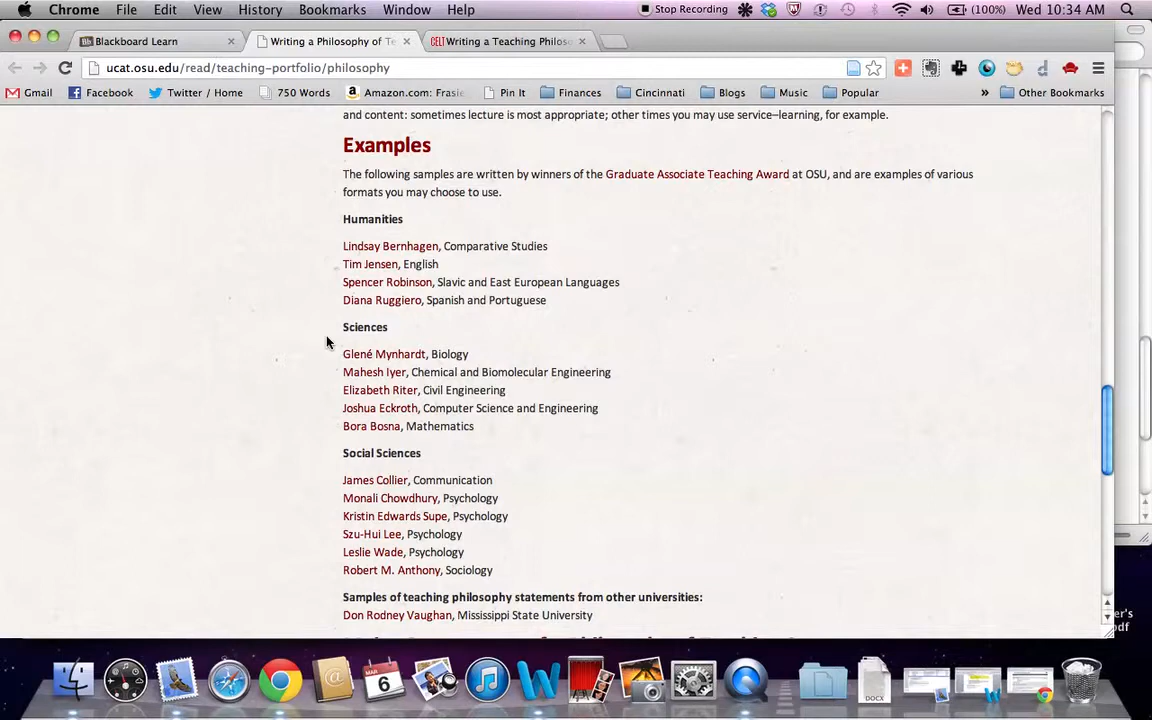 Chrome File Edit View History Bookmarks Window Help Stop Recording (100%) Wed 10:34 AM
Blackboard Learn Writing a Philosophy of Te CELT Writing a Teaching Philos
ucat.osu.edu/read/teaching-portfolio/philosophy
Gmail Facebook Twitter / Home 750 Words Amazon.com: Frasie Pin It Finances Cincinnati Blogs Music Popular » Other Bookmarks
and content: sometimes lecture is most appropriate; other times you may use service–learning, for example.
Examples
The following samples are written by winners of the Graduate Associate Teaching Award at OSU, and are examples of various
formats you may choose to use.
Humanities
Lindsay Bernhagen, Comparative Studies
Tim Jensen, English
Spencer Robinson, Slavic and East European Languages
Diana Ruggiero, Spanish and Portuguese
Sciences
Glené Mynhardt, Biology
Mahesh Iyer, Chemical and Biomolecular Engineering
Elizabeth Riter, Civil Engineering
Joshua Eckroth, Computer Science and Engineering
Bora Bosna, Mathematics
Social Sciences
James Collier, Communication
Monali Chowdhury, Psychology
Kristin Edwards Supe, Psychology
Szu-Hui Lee, Psychology
Leslie Wade, Psychology
Robert M. Anthony, Sociology
Samples of teaching philosophy statements from other universities:
Don Rodney Vaughan, Mississippi State University
er's
pdf
MAR
6
DOCX